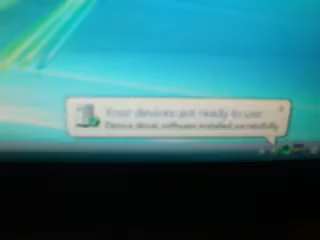 Your devices are ready to use
Device driver software installed successfully.